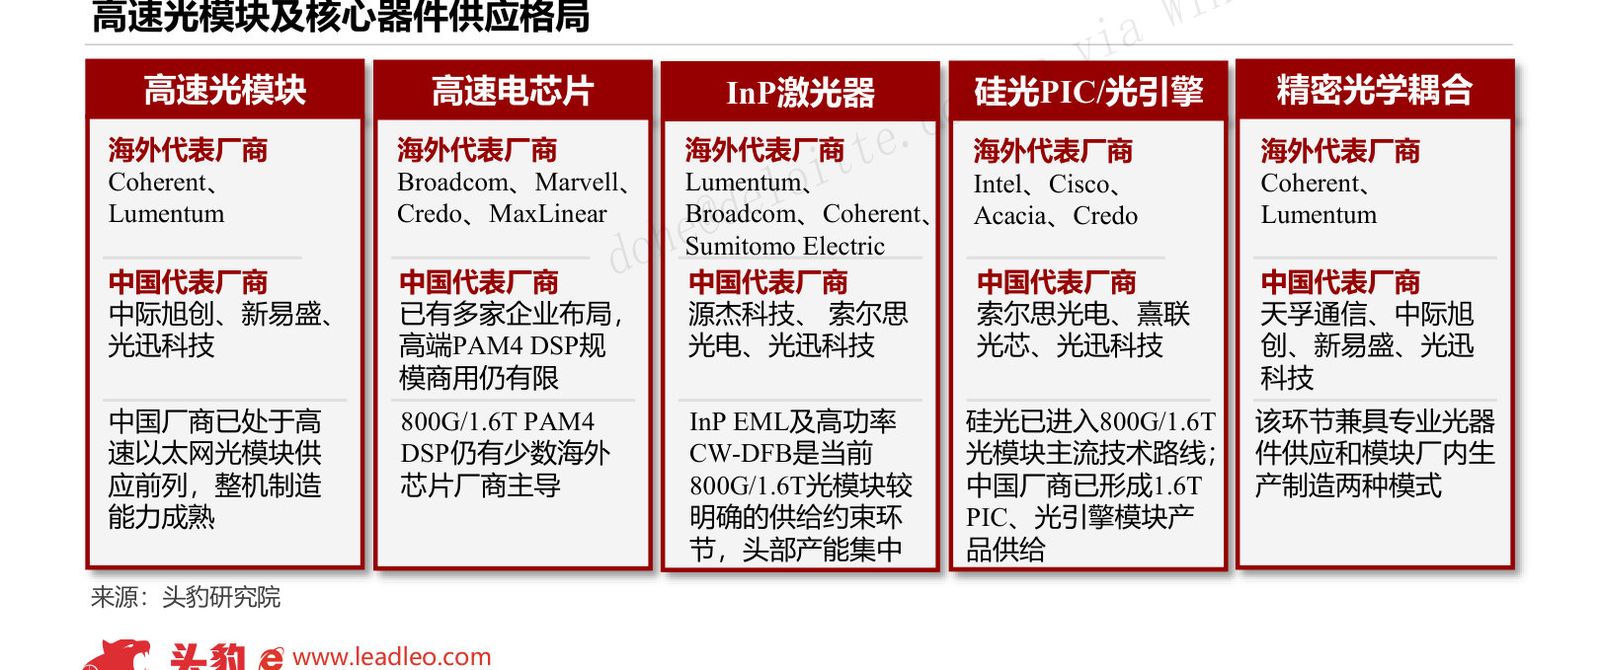 高速光模块及核心器件供应格局
高速光模块
海外代表厂商
Coherent、
Lumentum
中国代表厂商
中际旭创、新易盛、
光迅科技
中国厂商已处于高
速以太网光模块供
应前列，整机制造
能力成熟
高速电芯片
海外代表厂商
Broadcom、Marvell、
Credo、MaxLinear
中国代表厂商
已有多家企业布局，
高端PAM4 DSP规
模商用仍有限
800G/1.6T PAM4
DSP仍有少数海外
芯片厂商主导
InP激光器
海外代表厂商
Lumentum、
Broadcom、Coherent、
Sumitomo Electric
中国代表厂商
源杰科技、 索尔思
光电、光迅科技
InP EML及高功率
CW-DFB是当前
800G/1.6T光模块较
明确的供给约束环
节，头部产能集中
硅光PIC/光引擎
海外代表厂商
Intel、Cisco、
Acacia、Credo
中国代表厂商
索尔思光电、熹联
光芯、光迅科技
硅光已进入800G/1.6T
光模块主流技术路线；
中国厂商已形成1.6T
PIC、光引擎模块产
品供给
精密光学耦合
海外代表厂商
Coherent、
Lumentum
中国代表厂商
天孚通信、中际旭
创、新易盛、光迅
科技
该环节兼具专业光器
件供应和模块厂内生
产制造两种模式
来源：头豹研究院
头豹
www.leadleo.com